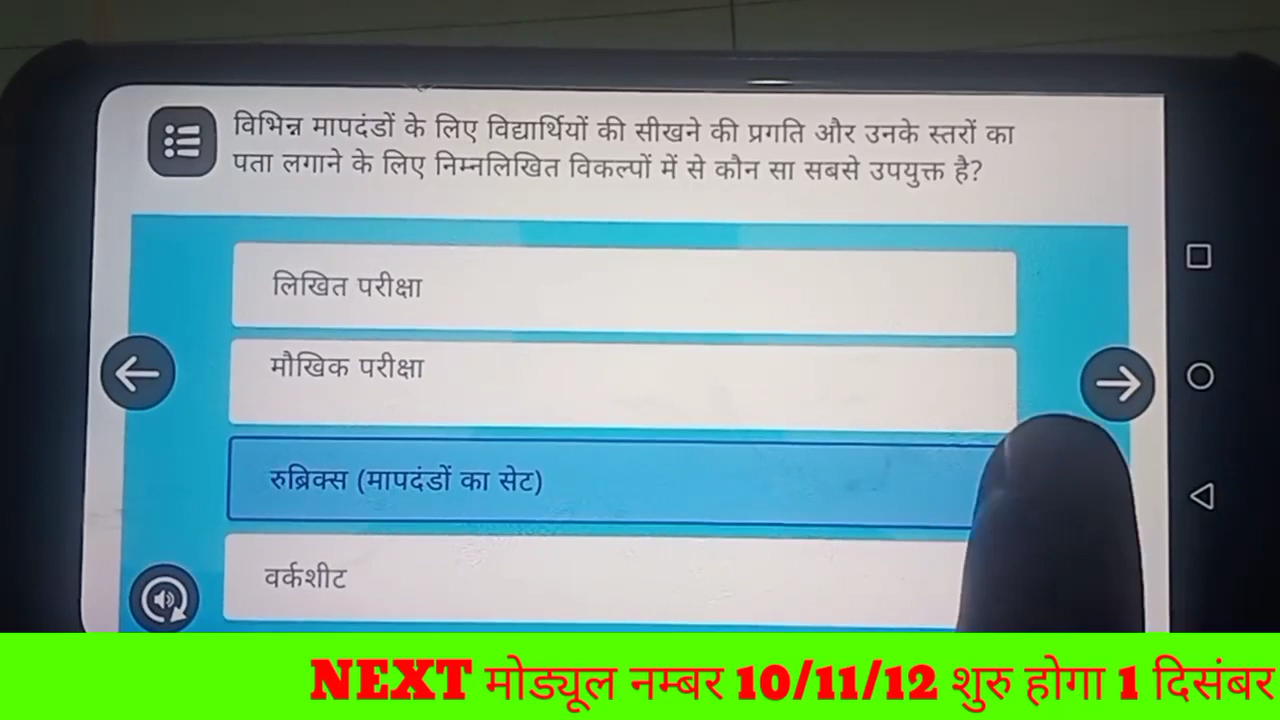 विभिन्न मापदंडों के लिए विद्यार्थियों की सीखने की प्रगति और उनके स्तरों का
पता लगाने के लिए निम्नलिखित विकल्पों में से कौन सा सबसे उपयुक्त है?
लिखित परीक्षा
मौखिक परीक्षा
रुब्रिक्स (मापदंडों का सेट)
वर्कशीट
NEXT मोड्यूल नम्बर 10/11/12 शुरु होगा 1 दिसंबर